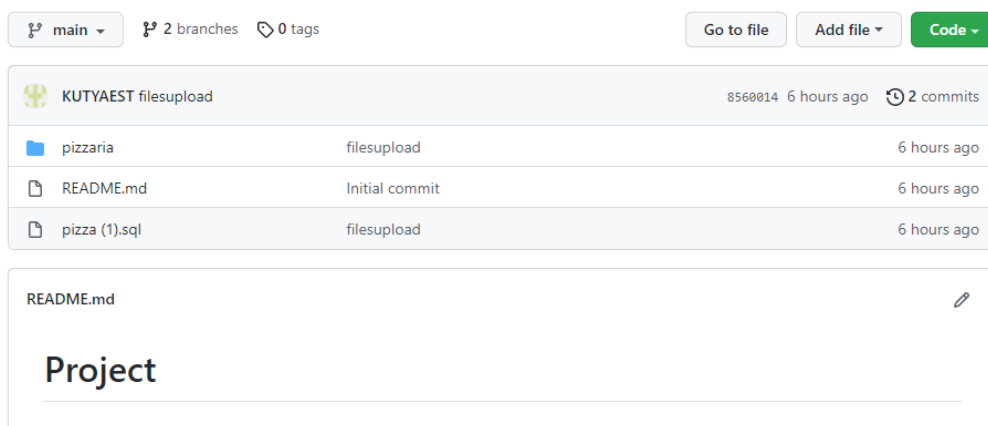 main 2 branches 0 tags Go to file Add file Code
KUTYAEST filesupload 8560014 6 hours ago 2 commits
pizzaria filesupload 6 hours ago
README.md Initial commit 6 hours ago
pizza (1).sql filesupload 6 hours ago
README.md
Project